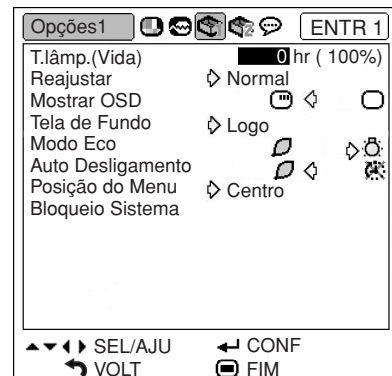 Opções1 ENTR 1
T.lâmp.(Vida) 0 hr ( 100%)
Reajustar Normal
Mostrar OSD
Tela de Fundo Logo
Modo Eco
Auto Desligamento
Posição do Menu Centro
Bloqueio Sistema
SEL/AJU CONF
VOLT FIM